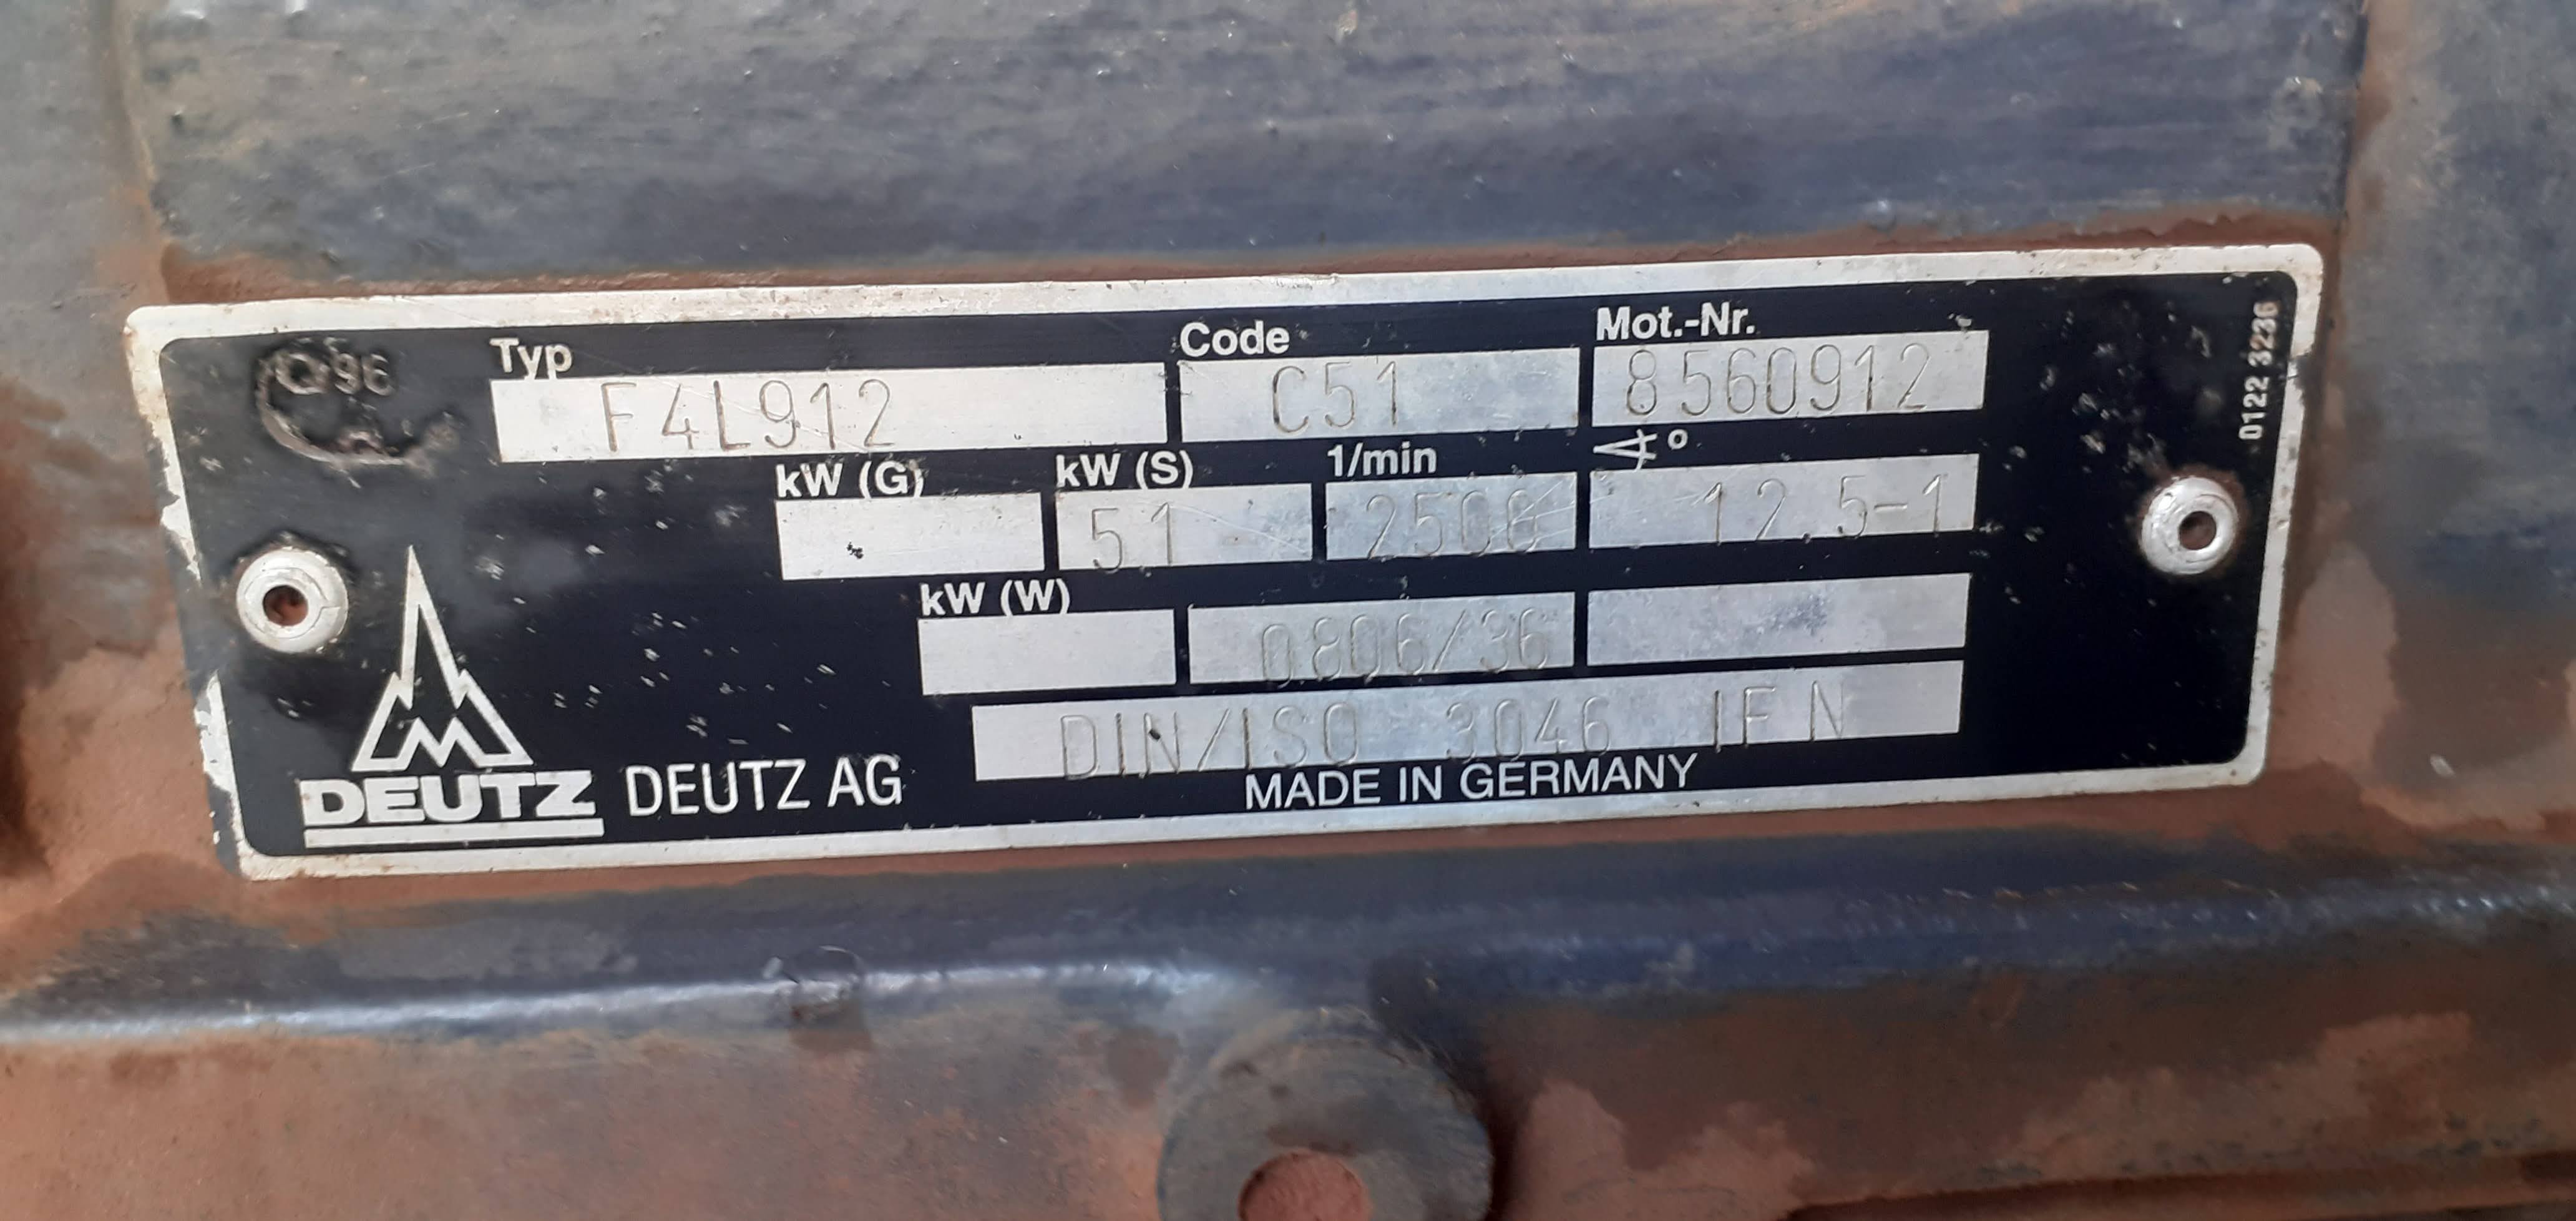 Q96
Typ Code Mot.-Nr.
F4L912 C51 8560912
kW (G) kW (S) 1/min ∢°
51 2500 12.5-1
kW (W)
0806/36
DIN/ISO 3046 IFN
DEUTZ DEUTZ AG
MADE IN GERMANY
0122 3236